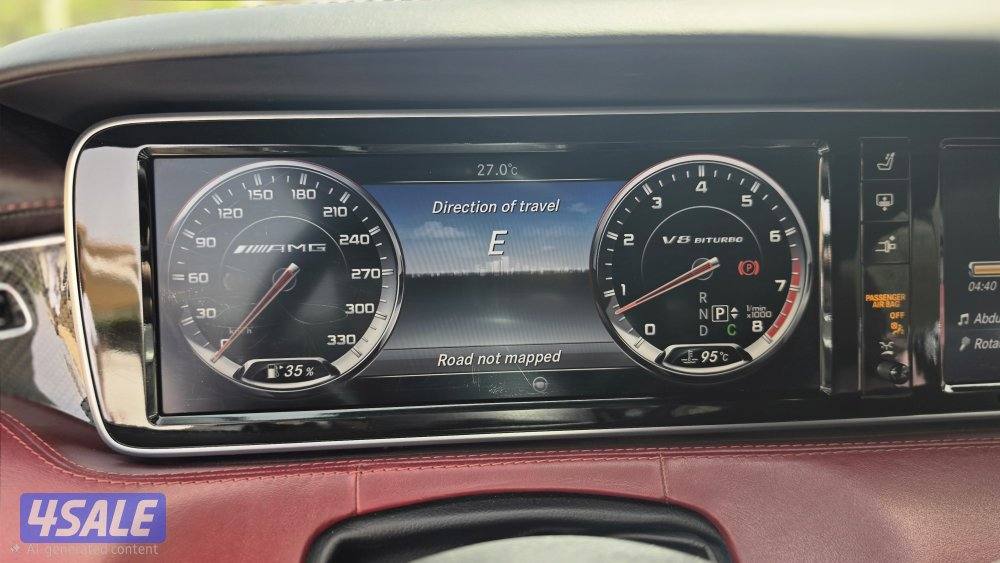 27.0°C
Direction of travel
E
Road not mapped
0
30
60
90
120
150
180
210
240
270
300
330
AMG
km/h
35 %
0
1
2
3
4
5
6
7
8
V8 BITURBO
(P)
R
N
P
D
C
1/min
x1000
95°C
PASSENGER
AIR BAG
OFF
04:40
Abdu
Rota
4SALE
AI generated content